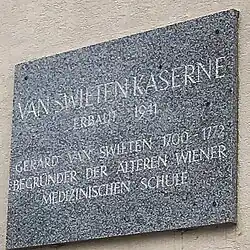 VAN-SWIETEN-KASERNE
ERBAUT 1941
GERARD VAN SWIETEN 1700-1772
BEGRÜNDER DER ÄLTEREN WIENER
MEDIZINISCHEN SCHULE